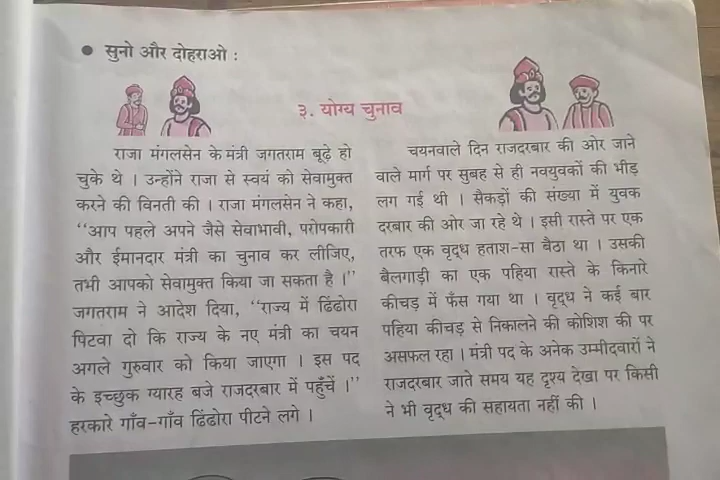 ● सुनो और दोहराओ :
३. योग्य चुनाव
राजा मंगलसेन के मंत्री जगतराम बूढ़े हो
चुके थे । उन्होंने राजा से स्वयं को सेवामुक्त
करने की विनती की । राजा मंगलसेन ने कहा,
‘‘आप पहले अपने जैसे सेवाभावी, परोपकारी
और ईमानदार मंत्री का चुनाव कर लीजिए,
तभी आपको सेवामुक्त किया जा सकता है ।’’
जगतराम ने आदेश दिया, ‘‘राज्य में ढिंढोरा
पिटवा दो कि राज्य के नए मंत्री का चयन
अगले गुरुवार को किया जाएगा । इस पद
के इच्छुक ग्यारह बजे राजदरबार में पहुँचें ।’’
हरकारे गाँव-गाँव ढिंढोरा पीटने लगे ।
चयनवाले दिन राजदरबार की ओर जाने
वाले मार्ग पर सुबह से ही नवयुवकों की भीड़
लग गई थी । सैकड़ों की संख्या में युवक
दरबार की ओर जा रहे थे । इसी रास्ते पर एक
तरफ एक वृद्ध हताश-सा बैठा था । उसकी
बैलगाड़ी का एक पहिया रास्ते के किनारे
कीचड़ में फँस गया था । वृद्ध ने कई बार
पहिया कीचड़ से निकालने की कोशिश की पर
असफल रहा । मंत्री पद के अनेक उम्मीदवारों ने
राजदरबार जाते समय यह दृश्य देखा पर किसी
ने भी वृद्ध की सहायता नहीं की ।